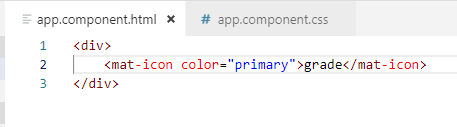 app.component.html × # app.component.css
1 <div>
2 <mat-icon color="primary">grade</mat-icon>
3 </div>